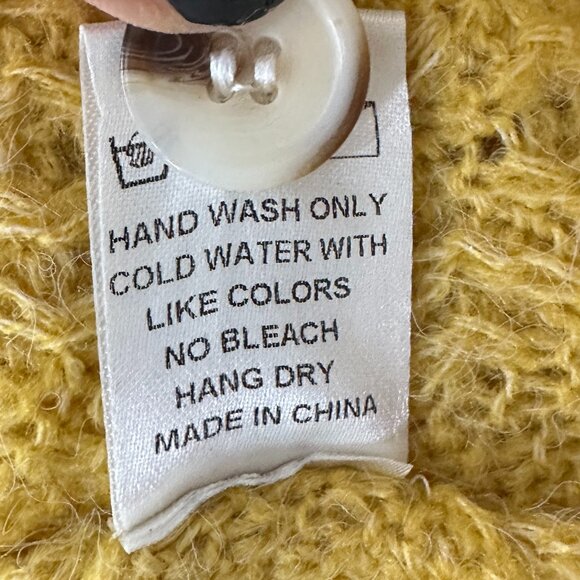 HAND WASH ONLY
COLD WATER WITH
LIKE COLORS
NO BLEACH
HANG DRY
MADE IN CHINA